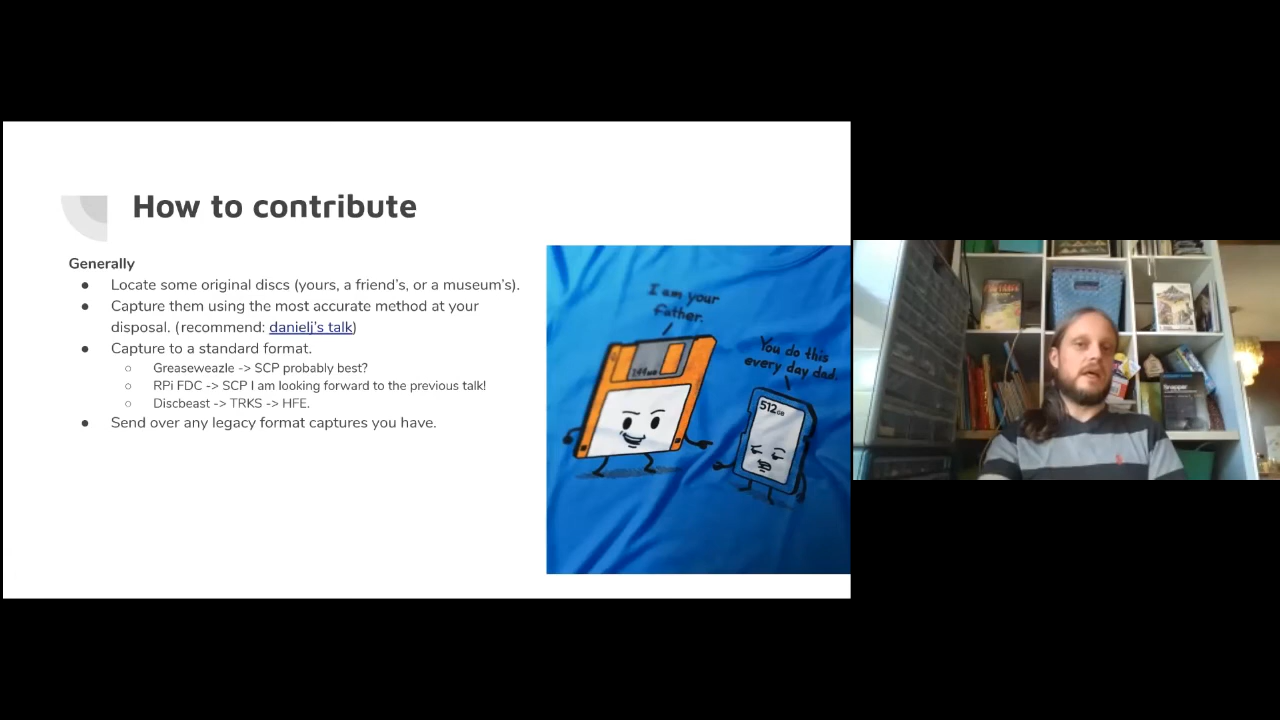 How to contribute
Generally
● Locate some original discs (yours, a friend's, or a museum's).
● Capture them using the most accurate method at your
disposal. (recommend: danielj's talk)
● Capture to a standard format.
○ Greaseweazle -> SCP probably best?
○ RPi FDC -> SCP I am looking forward to the previous talk!
○ Discbeast -> TRKS -> HFE.
● Send over any legacy format captures you have.
I am your
father.
You do this
every day dad.
1.44MB
512GB
Snapper